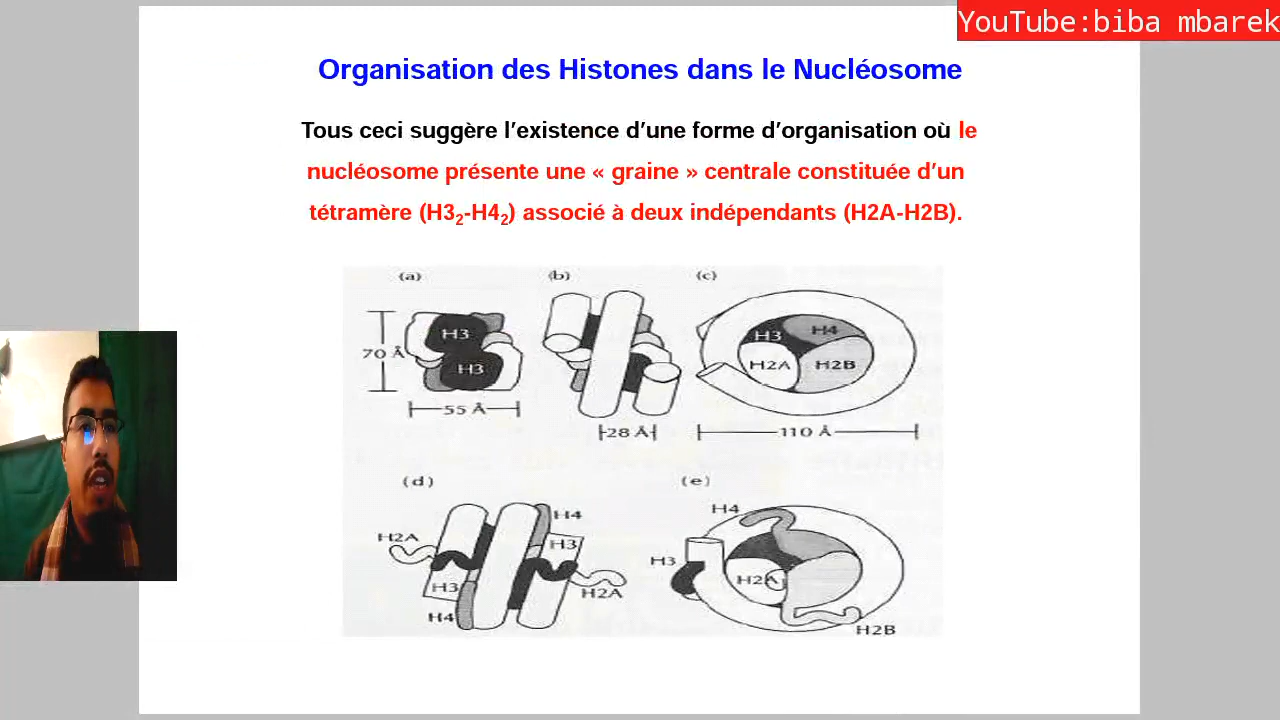 YouTube:biba mbarek
Organisation des Histones dans le Nucléosome
Tous ceci suggère l’existence d’une forme d’organisation où le
nucléosome présente une « graine » centrale constituée d’un
tétramère (H3₂-H4₂) associé à deux indépendants (H2A-H2B).
(a) (b) (c)
H3 H3 H4
70 Å H3 H2A H2B
55 Å
28 Å 110 Å
(d) (e)
H4 H4
H2A H3
H3
H3 H2A H2A
H4
H2B